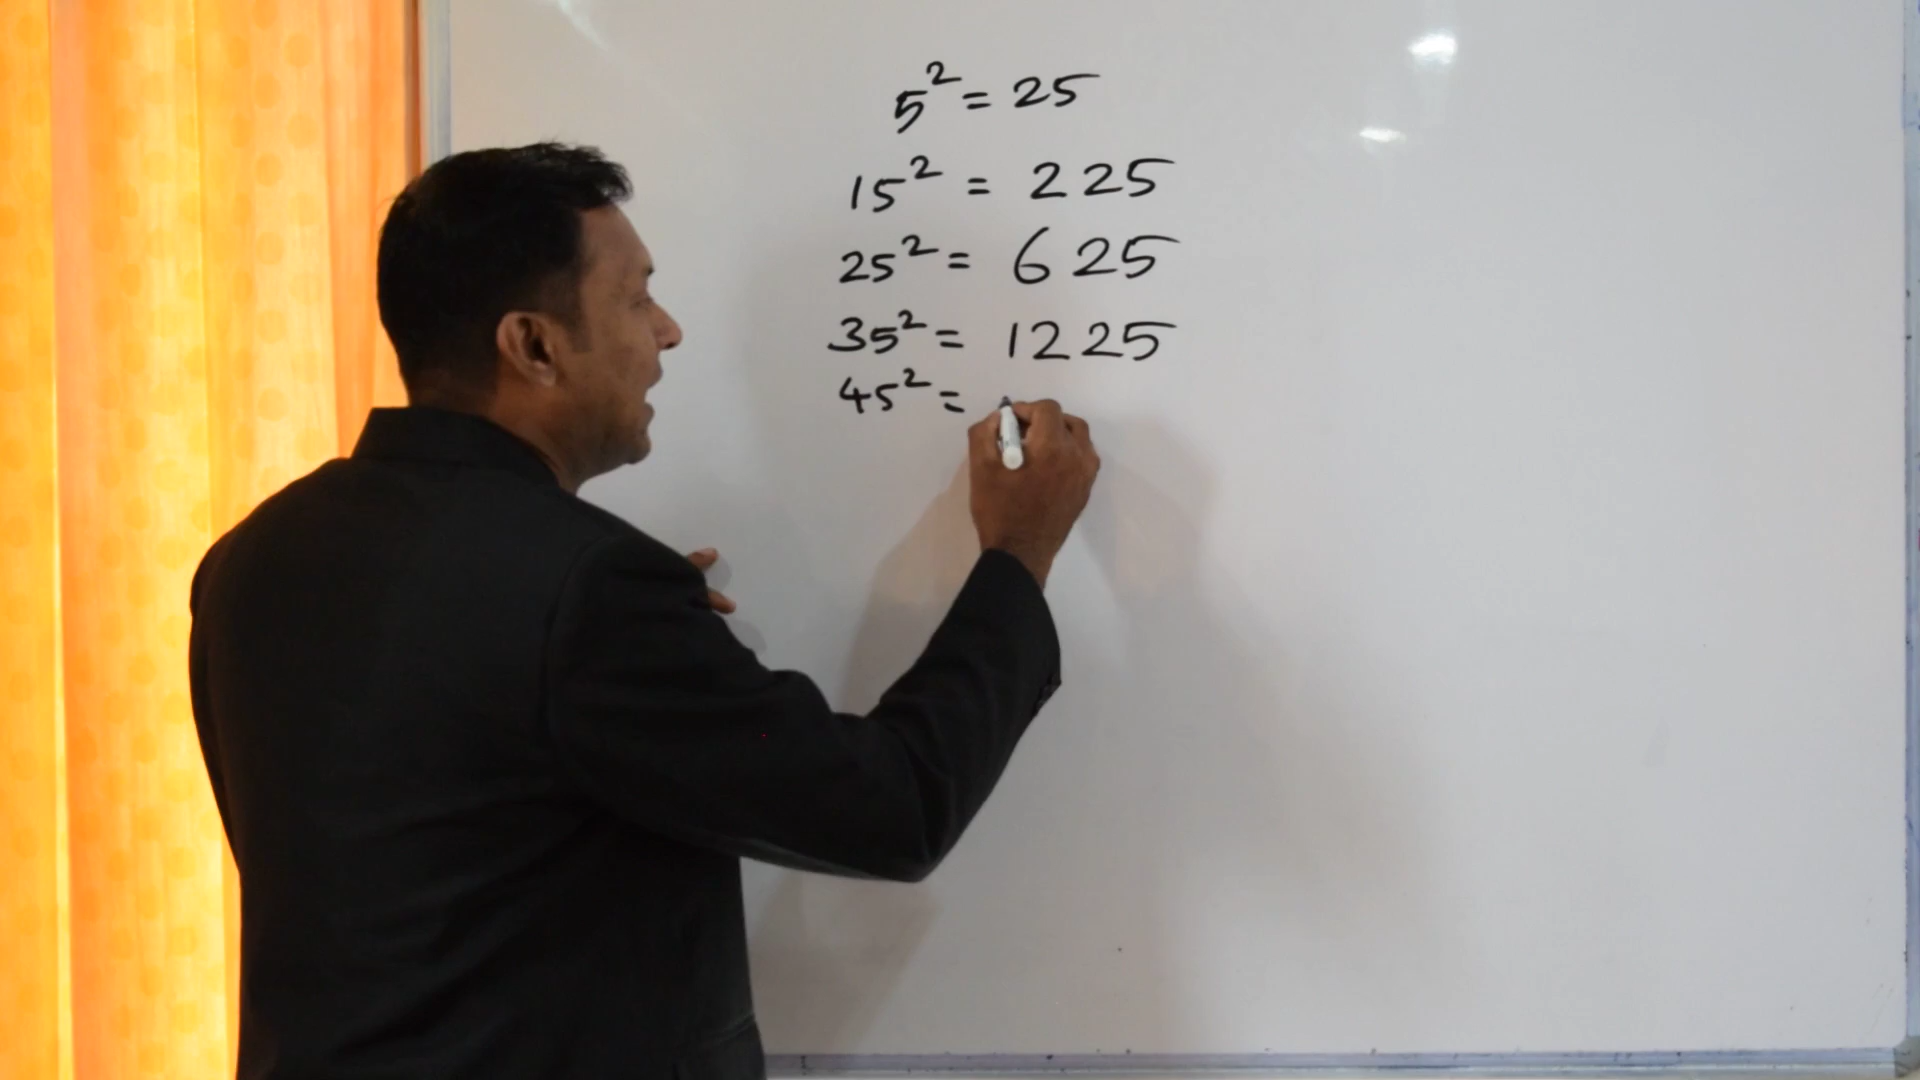 5² = 25
15² = 225
25² = 625
35² = 1225
45² =